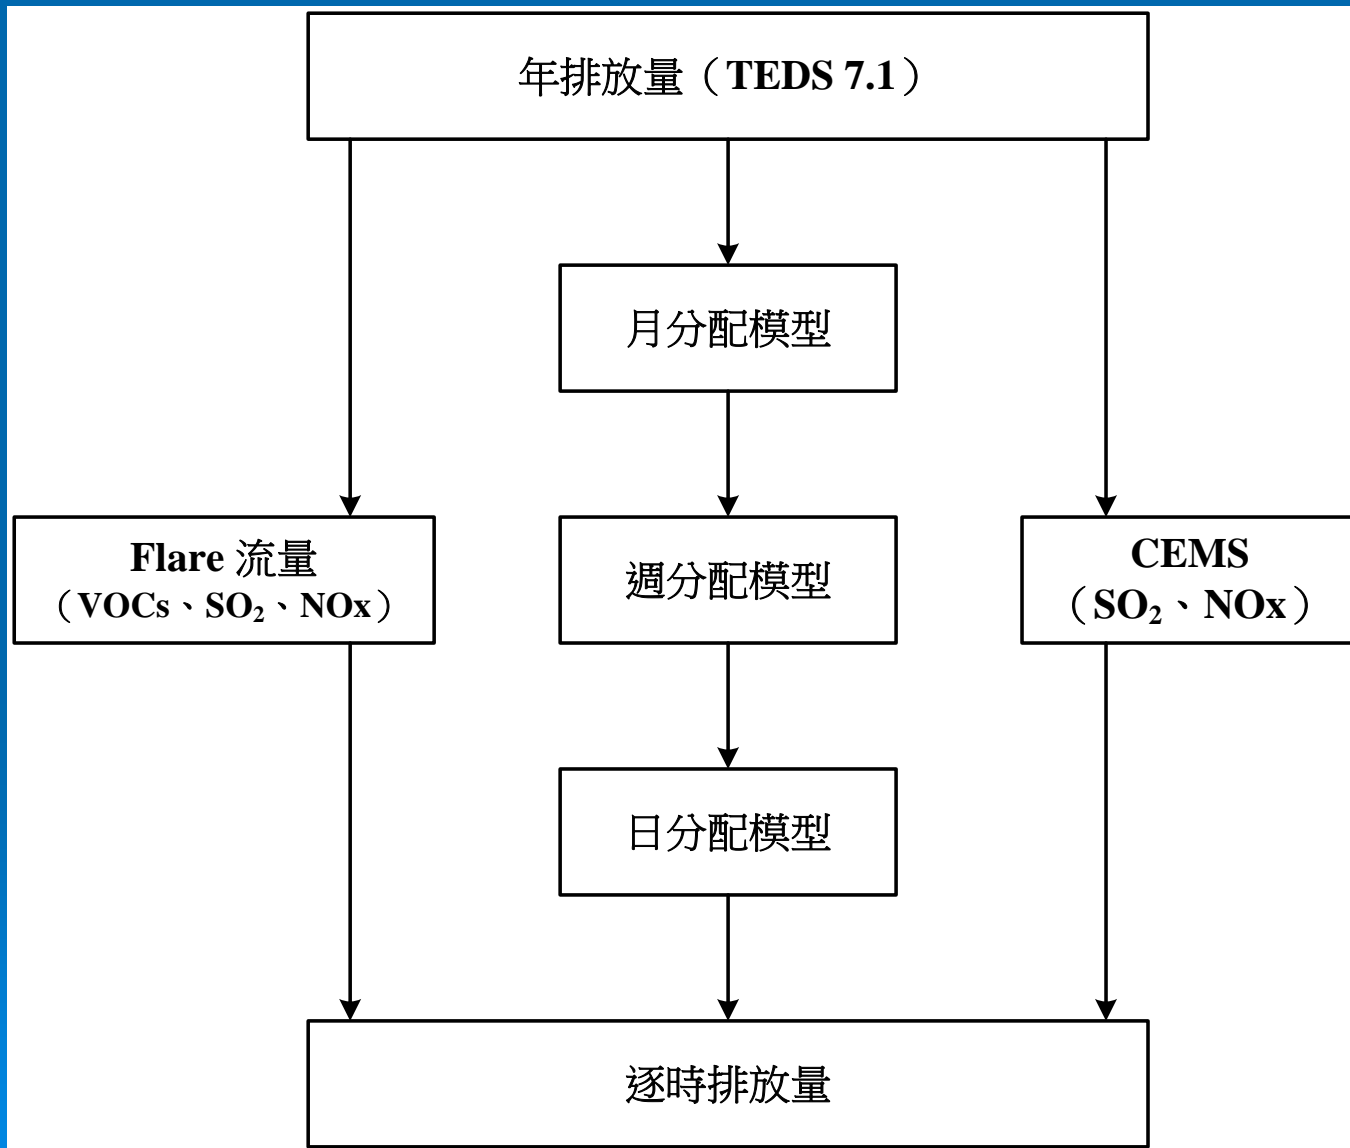 年排放量（TEDS 7.1）
月分配模型
Flare 流量
（VOCs、SO₂、NOx）
週分配模型
CEMS
（SO₂、NOx）
日分配模型
逐時排放量